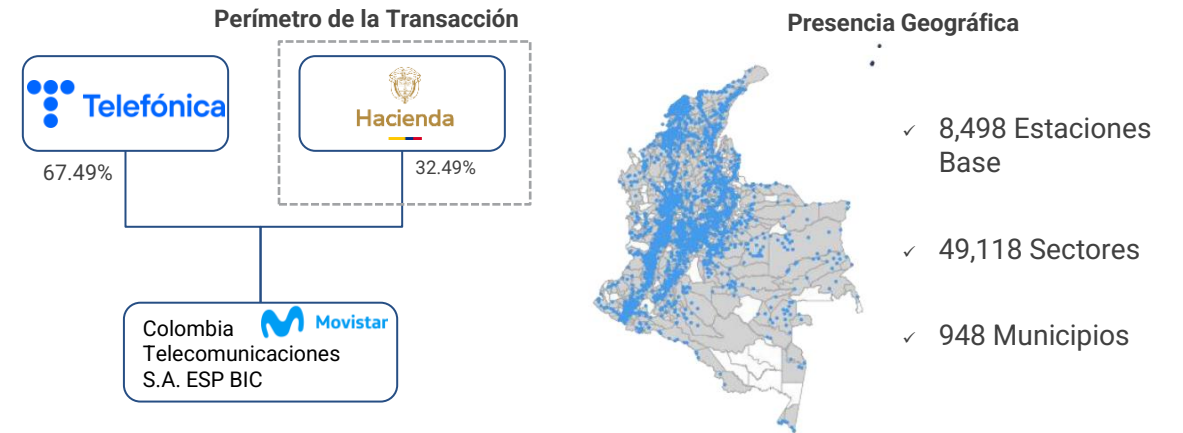 Perímetro de la Transacción
Telefónica
Hacienda
67.49%
32.49%
Colombia
Movistar
Telecomunicaciones
S.A. ESP BIC
Presencia Geográfica
✓ 8,498 Estaciones
Base
✓ 49,118 Sectores
✓ 948 Municipios